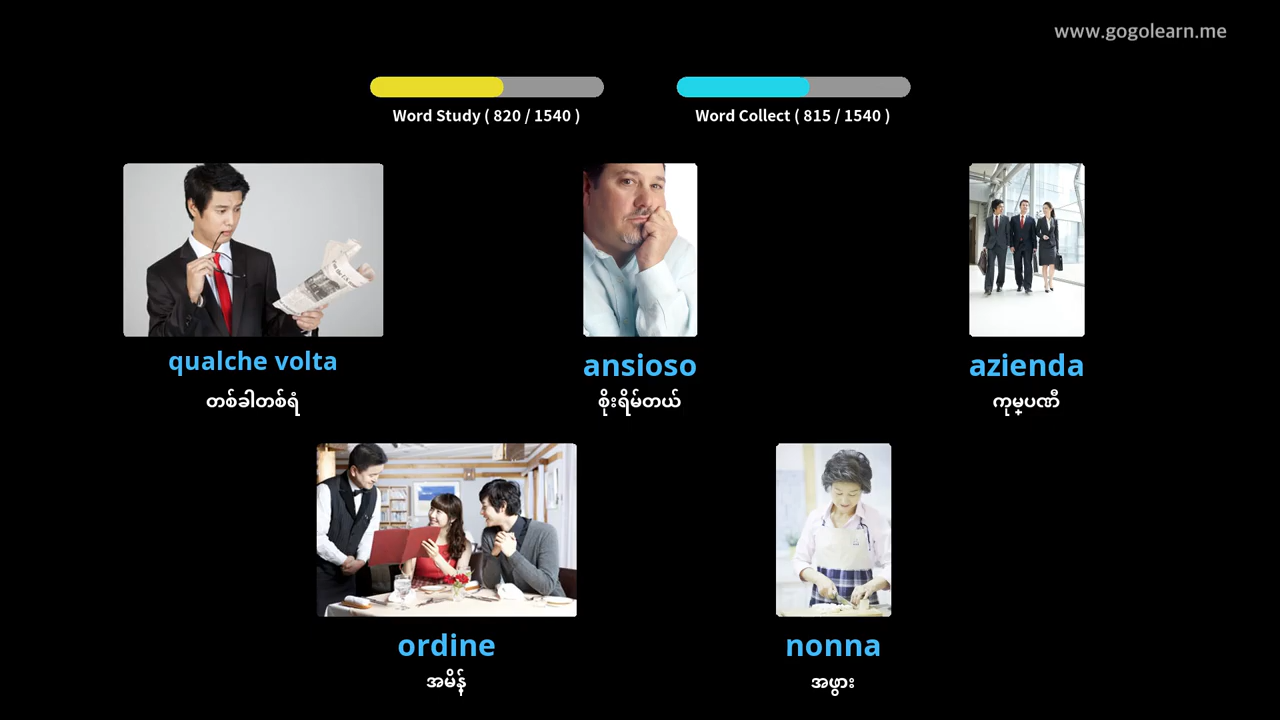 www.gogolearn.me
Word Study ( 820 / 1540 )
Word Collect ( 815 / 1540 )
qualche volta
တစ်ခါတစ်ရံ
ansioso
စိုးရိမ်တယ်
azienda
ကုမ္ပဏီ
ordine
အမိန့်
nonna
အဖွား